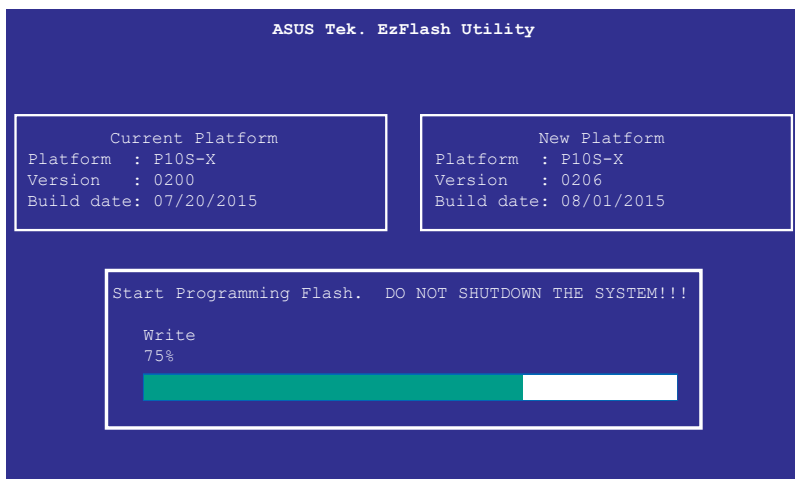 ASUS Tek. EzFlash Utility
Current Platform
Platform : P10S-X
Version : 0200
Build date: 07/20/2015
New Platform
Platform : P10S-X
Version : 0206
Build date: 08/01/2015
Start Programming Flash. DO NOT SHUTDOWN THE SYSTEM!!!
Write
75%